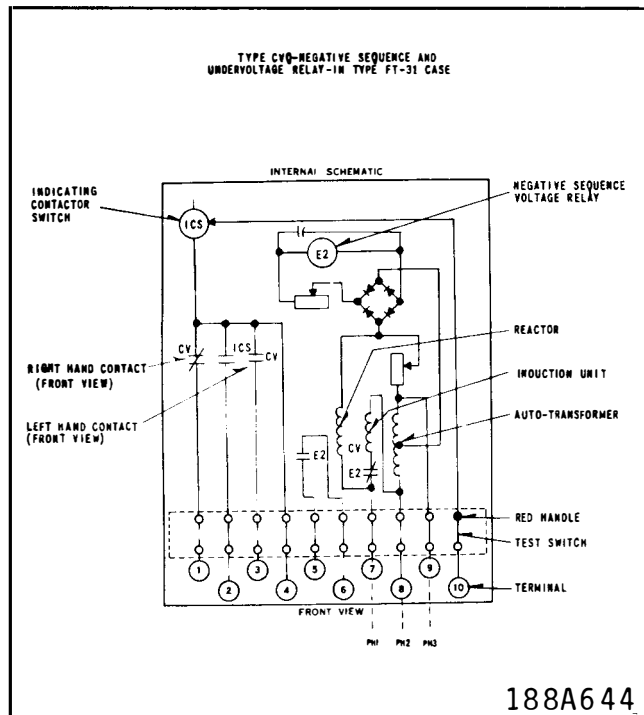 TYPE CVQ-NEGATIVE SEQUENCE AND
UNDERVOLTAGE RELAY-IN TYPE FT-31 CASE
INTERNAL SCHEMATIC
INDICATING
CONTACTOR
SWITCH
ICS
NEGATIVE SEQUENCE
VOLTAGE RELAY
E2
REACTOR
CV
ICS
CV
RIGHT HAND CONTACT
(FRONT VIEW)
INDUCTION UNIT
LEFT HAND CONTACT
(FRONT VIEW)
AUTO-TRANSFORMER
CV
E2
E2
RED HANDLE
TEST SWITCH
1
3
5
7
9
2
4
6
8
10
TERMINAL
FRONT VIEW
PH1
PH2
PH3
188A644